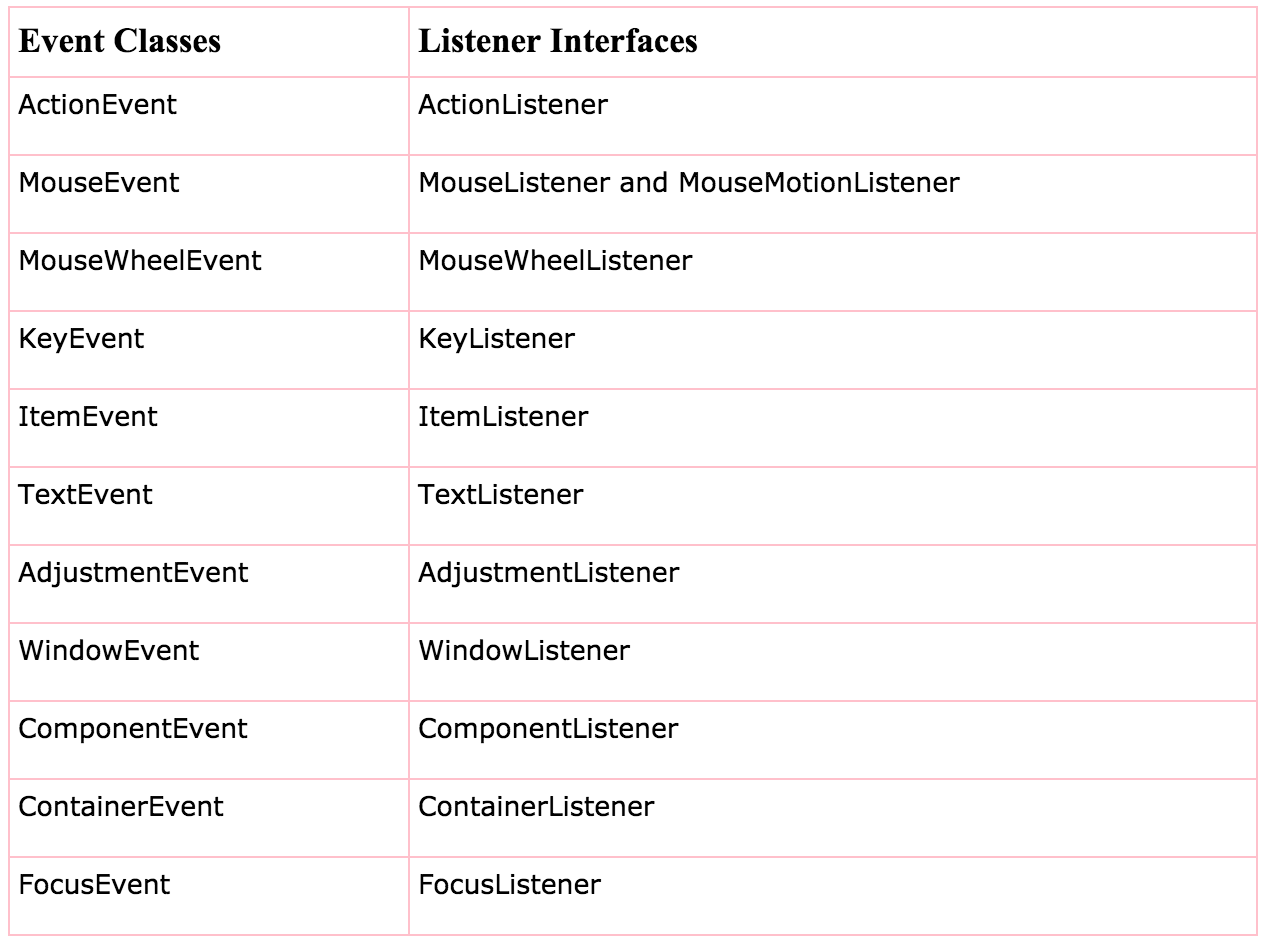 Event Classes Listener Interfaces
ActionEvent ActionListener
MouseEvent MouseListener and MouseMotionListener
MouseWheelEvent MouseWheelListener
KeyEvent KeyListener
ItemEvent ItemListener
TextEvent TextListener
AdjustmentEvent AdjustmentListener
WindowEvent WindowListener
ComponentEvent ComponentListener
ContainerEvent ContainerListener
FocusEvent FocusListener